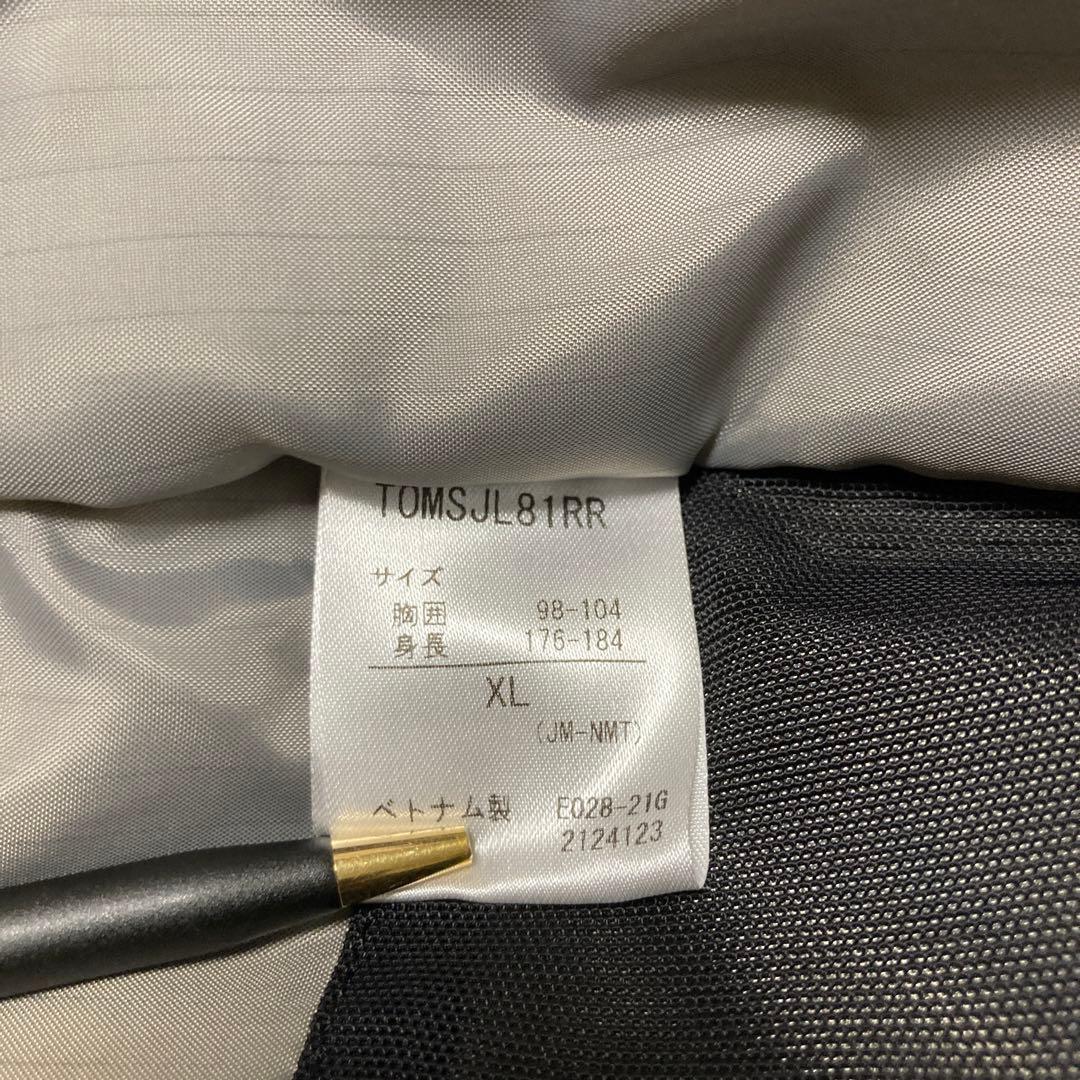 TOMSJL81RR
サイズ
胸囲 98-104
身長 176-184
XL
(JM-NMT)
ベトナム製 E028-21G
2124123